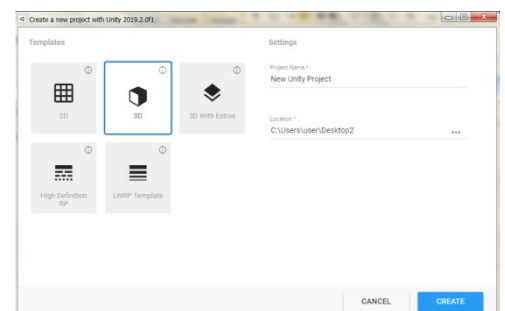 Create a new project with Unity 2019.2.0f1
Templates
Settings
2D
3D
3D With Extras
High Definition
RP
LWRP Template
Project Name *
New Unity Project
Location *
C:\Users\user\Desktop2
...
CANCEL
CREATE